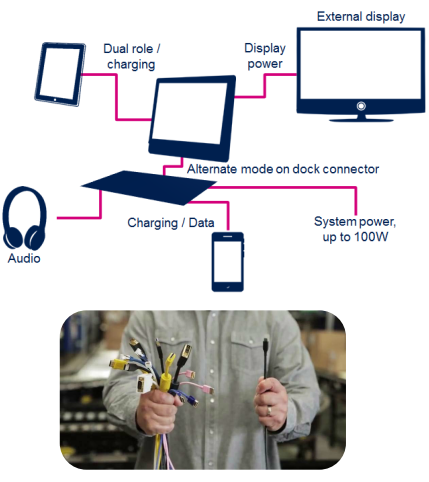 External display
Dual role /
charging
Display
power
Alternate mode on dock connector
Charging / Data
System power,
up to 100W
Audio